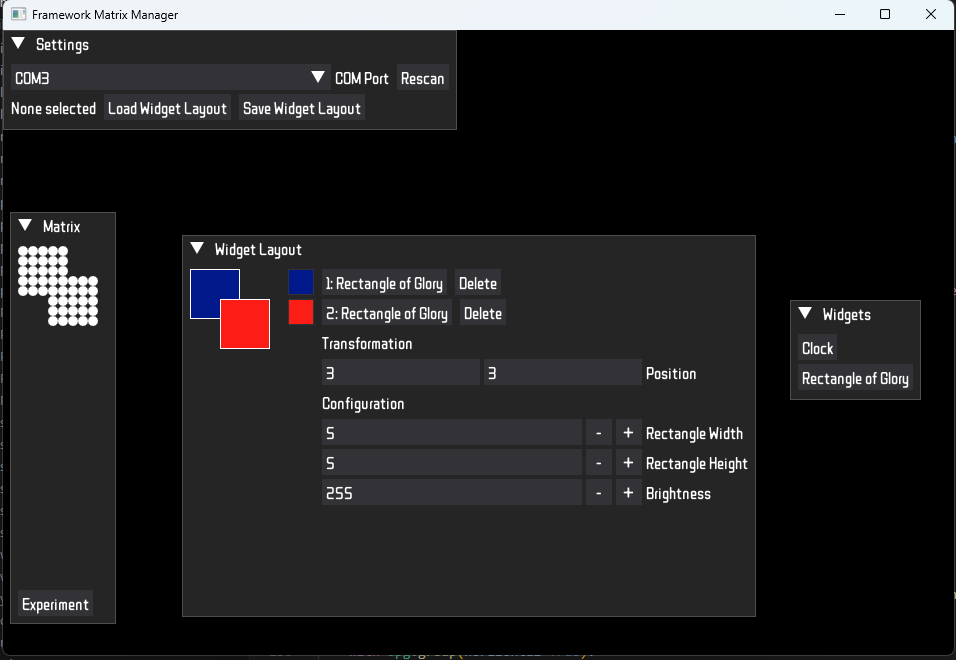 Framework Matrix Manager
Settings
COM3 COM Port Rescan
None selected Load Widget Layout Save Widget Layout
Matrix
Experiment
Widget Layout
1: Rectangle of Glory Delete
2: Rectangle of Glory Delete
Transformation
3 3 Position
Configuration
5 - + Rectangle Width
5 - + Rectangle Height
255 - + Brightness
Widgets
Clock
Rectangle of Glory